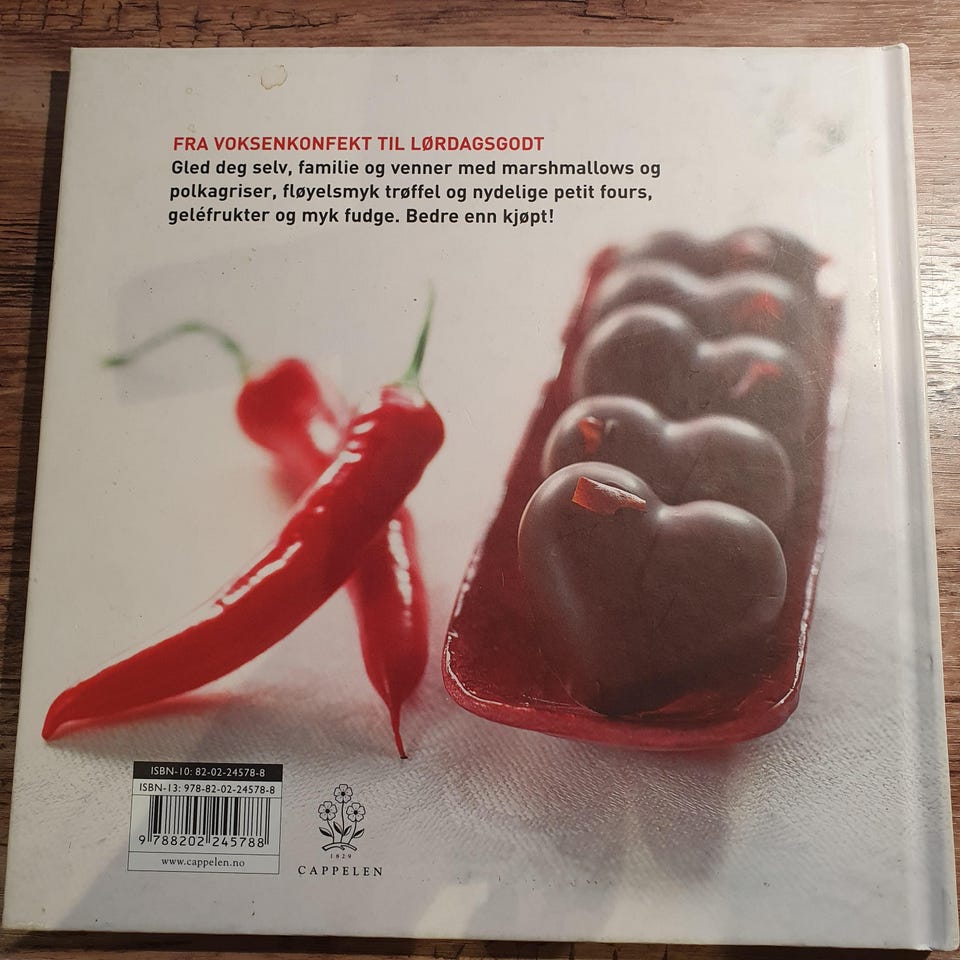 FRA VOKSENKONFEKT TIL LØRDAGSGODT
Gled deg selv, familie og venner med marshmallows og
polkagriser, fløyelsmyk trøffel og nydelige petit fours,
geléfrukter og myk fudge. Bedre enn kjøpt!
ISBN-10: 82-02-24578-8
ISBN-13: 978-82-02-24578-8
9 788202 245788
www.cappelen.no
1829
CAPPELEN